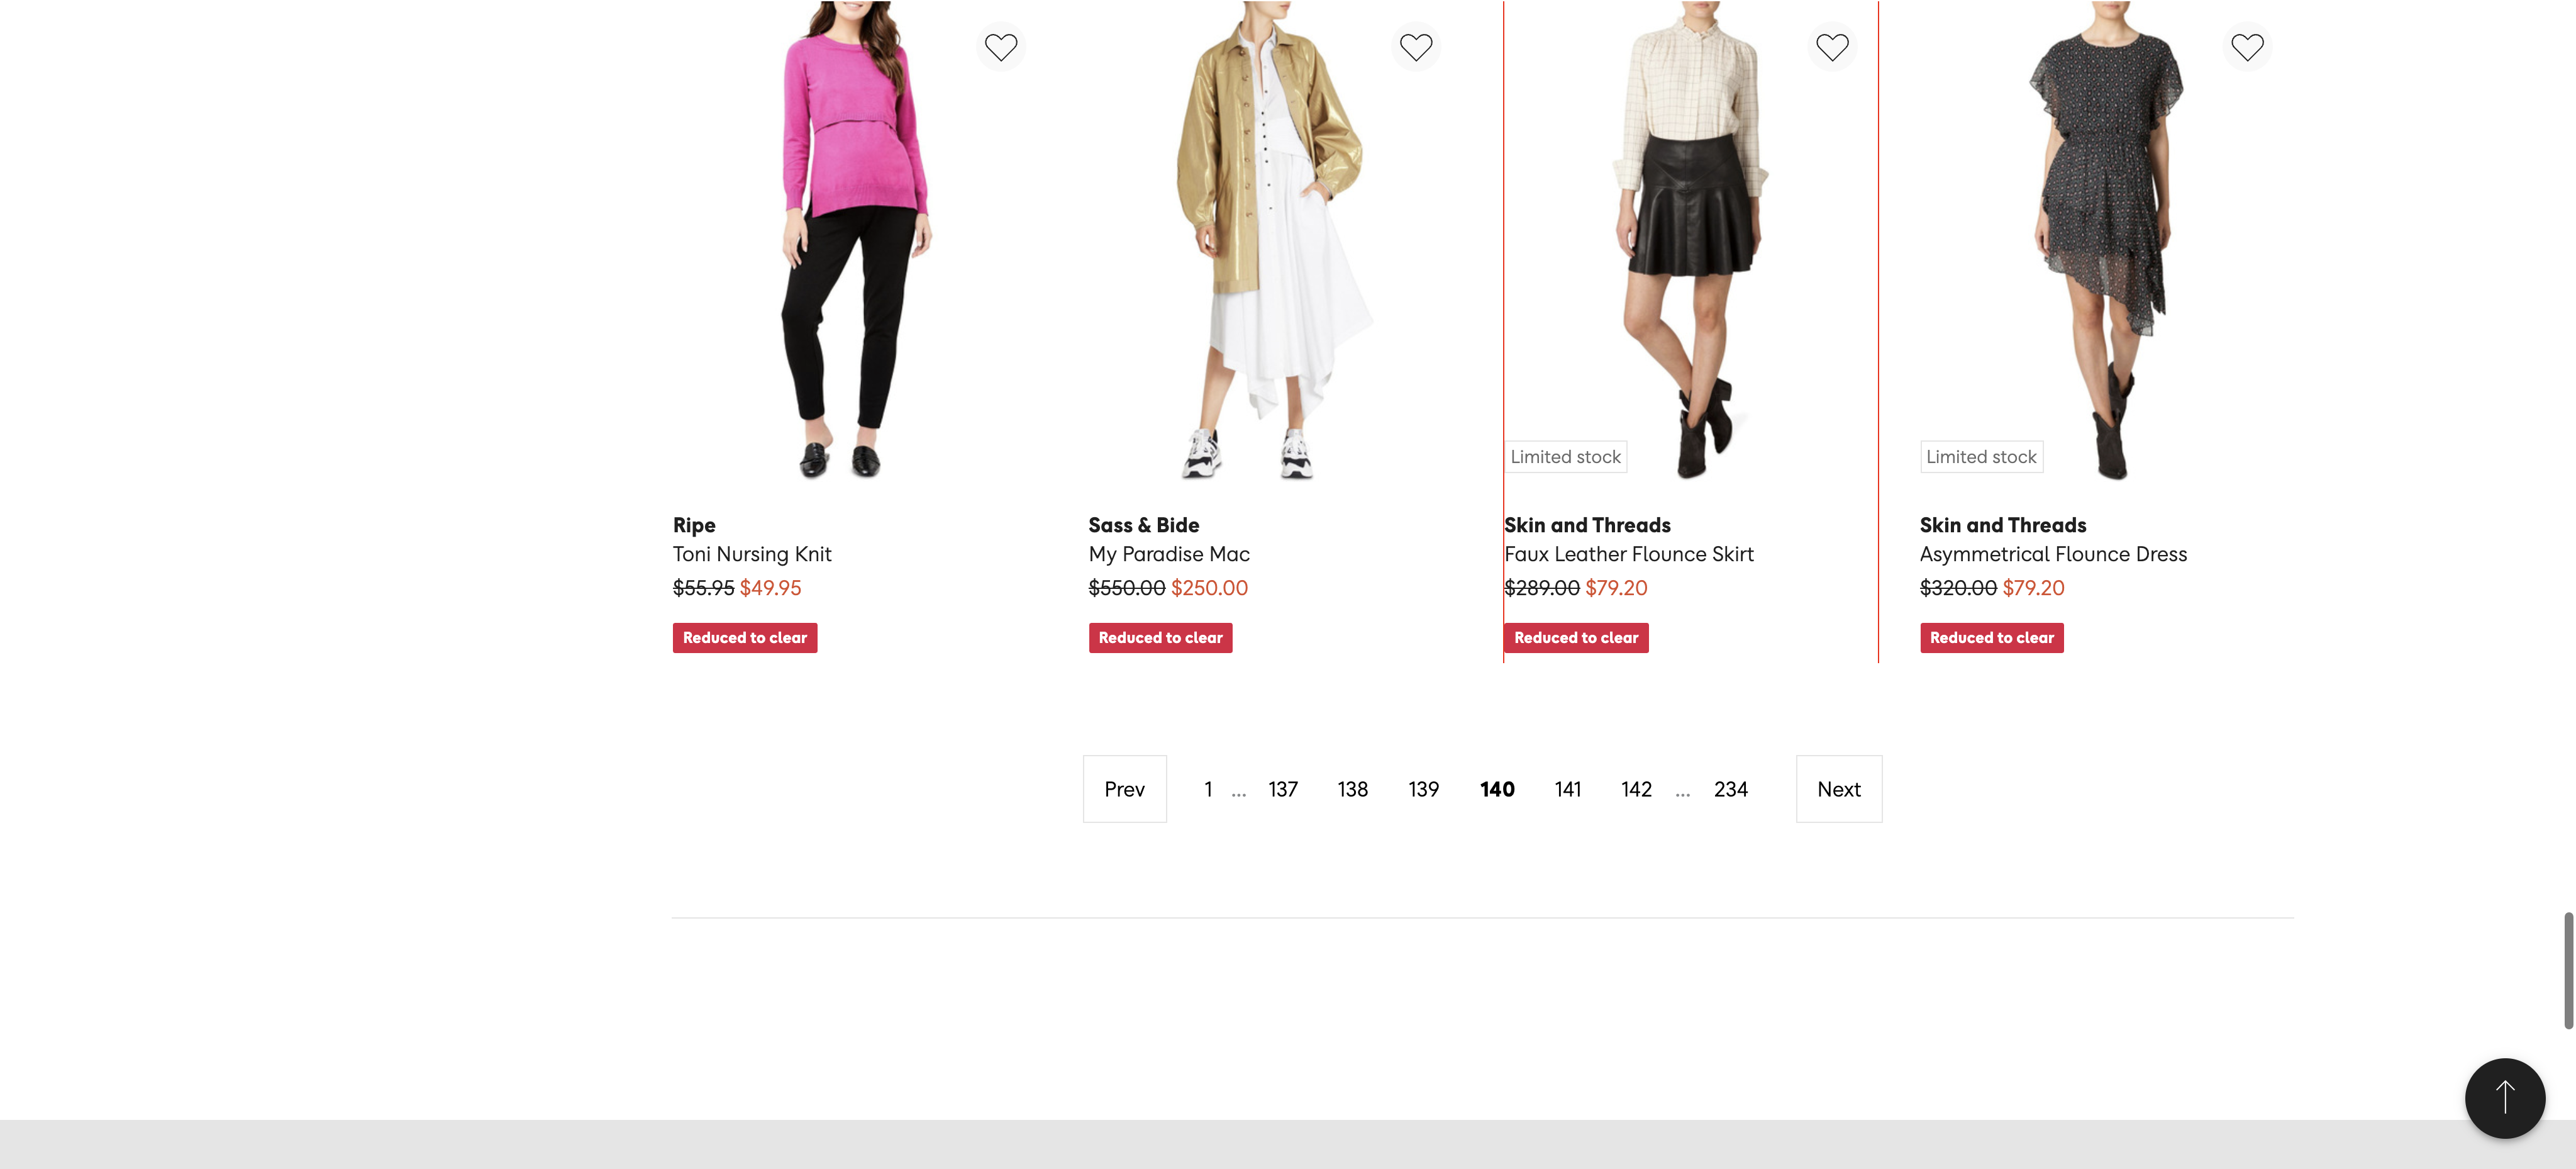 Limited stock
Limited stock
Ripe
Toni Nursing Knit
$55.95 $49.95
Reduced to clear
Sass & Bide
My Paradise Mac
$550.00 $250.00
Reduced to clear
Skin and Threads
Faux Leather Flounce Skirt
$289.00 $79.20
Reduced to clear
Skin and Threads
Asymmetrical Flounce Dress
$320.00 $79.20
Reduced to clear
Prev 1 ... 137 138 139 140 141 142 ... 234 Next